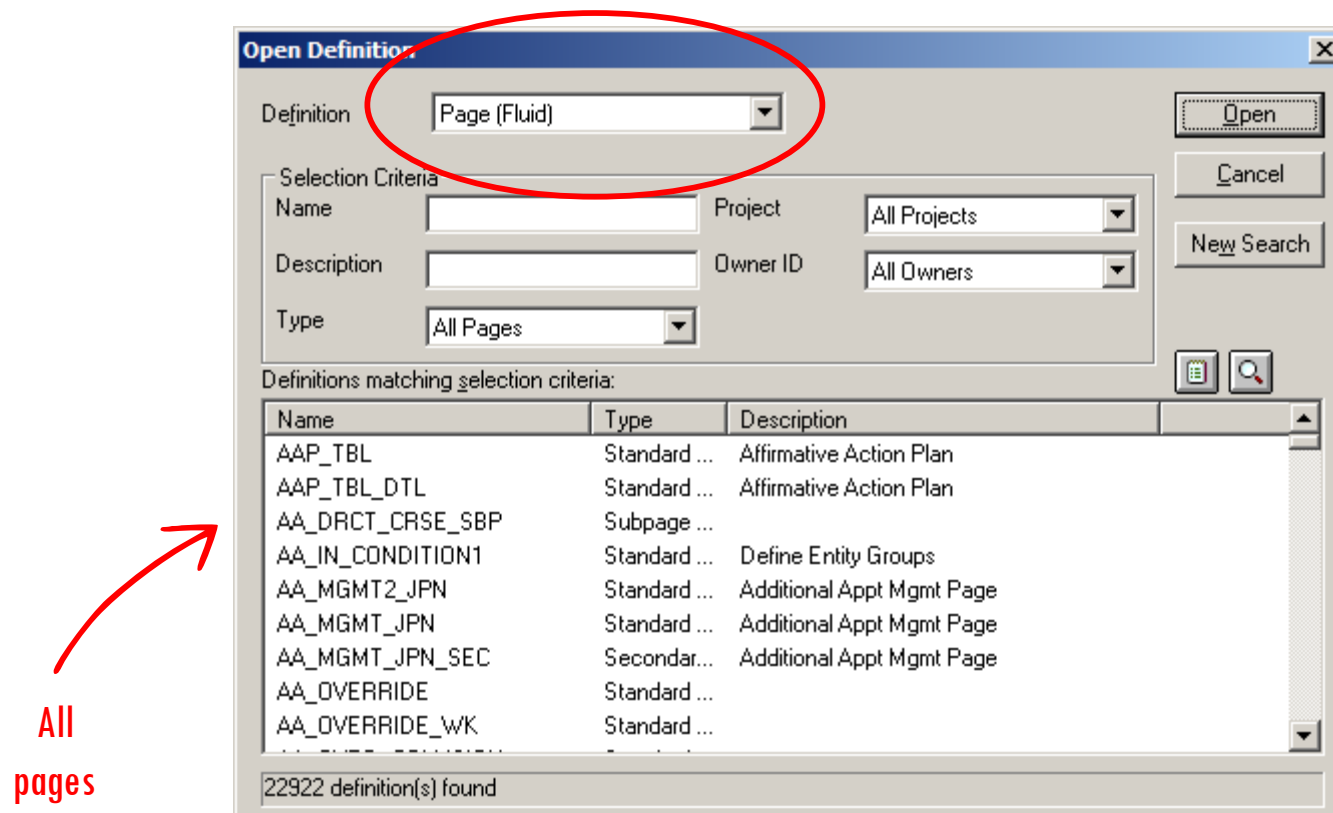 Open Definition
Definition Page (Fluid) Open
Selection Criteria Cancel
Name Project All Projects
New Search
Description Owner ID All Owners
Type All Pages
Definitions matching selection criteria:
Name Type Description
AAP_TBL Standard ... Affirmative Action Plan
AAP_TBL_DTL Standard ... Affirmative Action Plan
AA_DRCT_CRSE_SBP Subpage ...
AA_IN_CONDITION1 Standard ... Define Entity Groups
AA_MGMT2_JPN Standard ... Additional Appt Mgmt Page
AA_MGMT_JPN Standard ... Additional Appt Mgmt Page
AA_MGMT_JPN_SEC Secondar... Additional Appt Mgmt Page
AA_OVERRIDE Standard ...
AA_OVERRIDE_WK Standard ...
22922 definition(s) found
All
pages